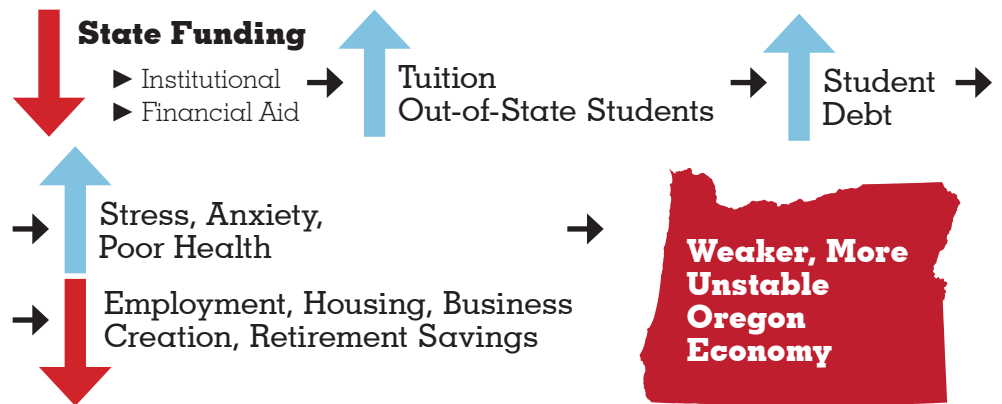 State Funding
► Institutional
► Financial Aid
Tuition
Out-of-State Students
Student
Debt
Stress, Anxiety,
Poor Health
Employment, Housing, Business
Creation, Retirement Savings
Weaker, More
Unstable
Oregon
Economy